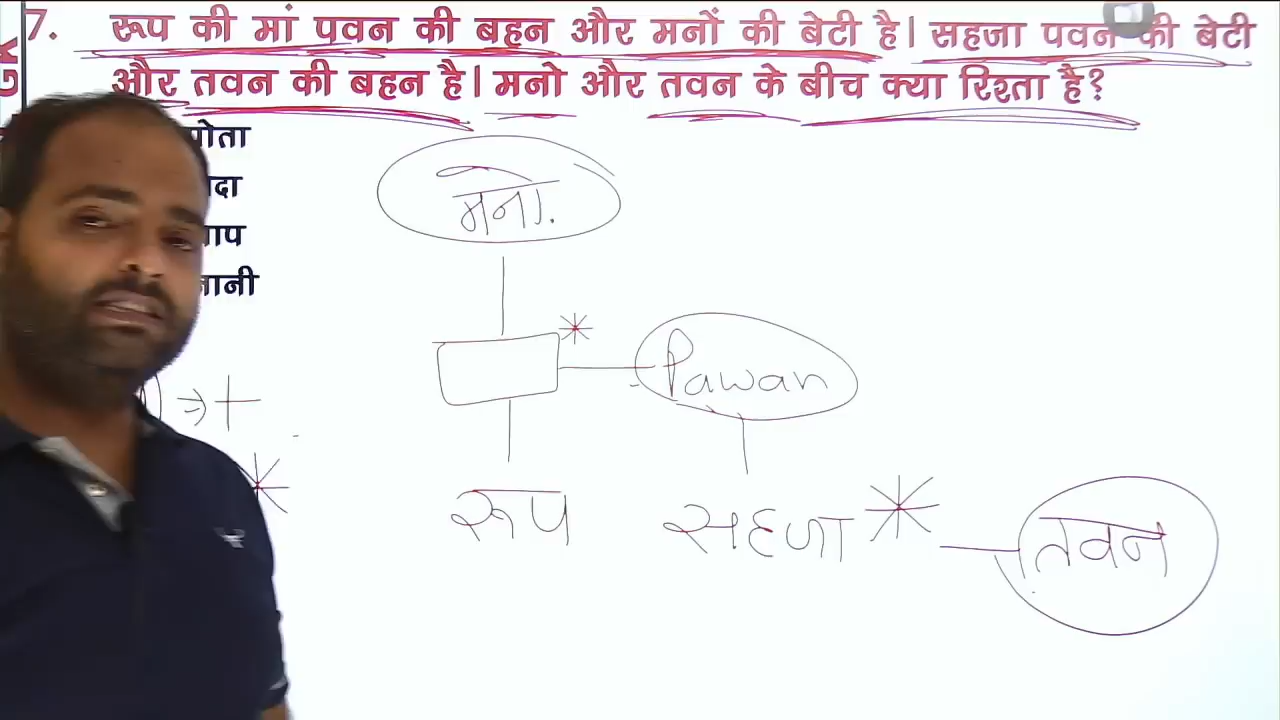 7. रूप की मां पवन की बहन और मनों की बेटी है। सहजा पवन की बेटी
और तवन की बहन है। मनो और तवन के बीच क्या रिश्ता है?
मनो.
Pawan
रूप सहजा तवन